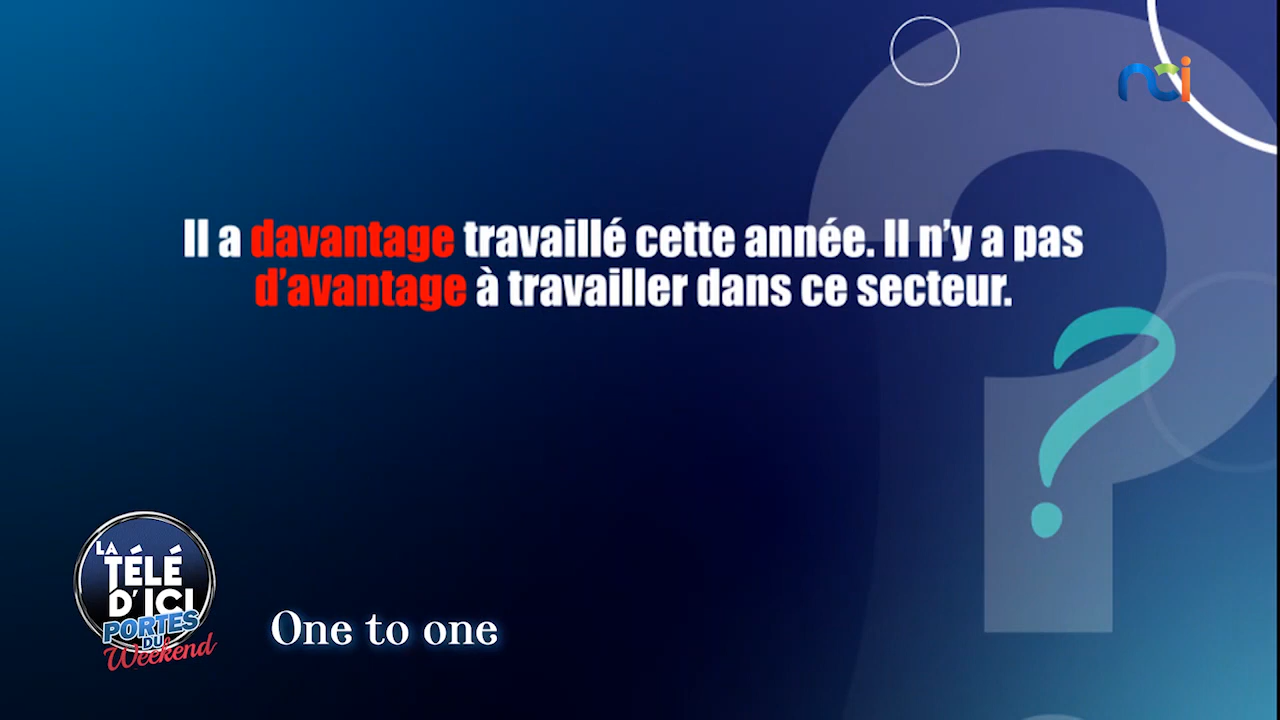 nci
Il a davantage travaillé cette année. Il n’y a pas
d’avantage à travailler dans ce secteur.
LA
TÉLÉ
D’ICI
PORTES
DU
Weekend
One to one